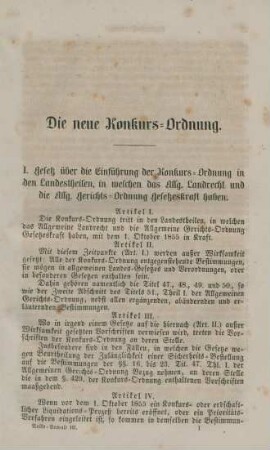 Die neue Konkurs-Ordnung.
I. Gesetz über die Einführung der Konkurs-Ordnung in
den Landestheilen, in welchen das Allg. Landrecht und
die Allg. Gerichts-Ordnung Gesetzeskraft haben.
Artikel I.
Die Konkurs-Ordnung tritt in den Landestheilen, in welchen
das Allgemeine Landrecht und die Allgemeine Gerichts-Ordnung
Gesetzeskraft haben, mit dem 1. Oktober 1855 in Kraft.
Artikel II.
Mit diesem Zeitpunkte (Art. I.) werden außer Wirksamkeit
gesetzt: Alle der Konkurs-Ordnung entgegenstehende Bestimmungen,
sie mögen in allgemeinen Landes-Gesetzes und Verordnungen, oder
in besonderen Gesetzen enthalten sein.
Dahin gehören namentlich die Titel 47., 48., 49. und 50., so
wie der zweite Abschnitt des Titels 51., Theil I. der Allgemeinen
Gerichts-Ordnung, nebst allen ergänzenden, abändernden und er-
läuternden Bestimmungen.
Artikel III.
Wo in irgend einem Gesetze auf die hiernach (Art. II.) außer
Wirksamkeit gesetzten Vorschriften verwiesen wird, treten die Vorschrif-
ten der Konkurs-Ordnung an deren Stelle.
Insbesondere sind in den Fällen, in welchen die Gesetze wegen
Beurtheilung der Zulänglichkeit einer Sicherheits-Bestellung
auf die Bestimmungen der §§. 16 bis 23. Tit. 47. Thl. I. der
Allgemeinen Gerichts-Ordnung Bezug nehmen, an deren Stelle
die in dem §. 429. der Konkurs-Ordnung enthaltenen Vorschriften
maaßgebend.
Artikel IV.
Wenn vor dem 1. Oktober 1855 ein Konkurs- oder erbschaft-
licher Liquidations-Prozeß bereits eröffnet, oder ein Prioritäts-
Verfahren eingeleitet ist, so kommen in demselben die Bestimmungen
1